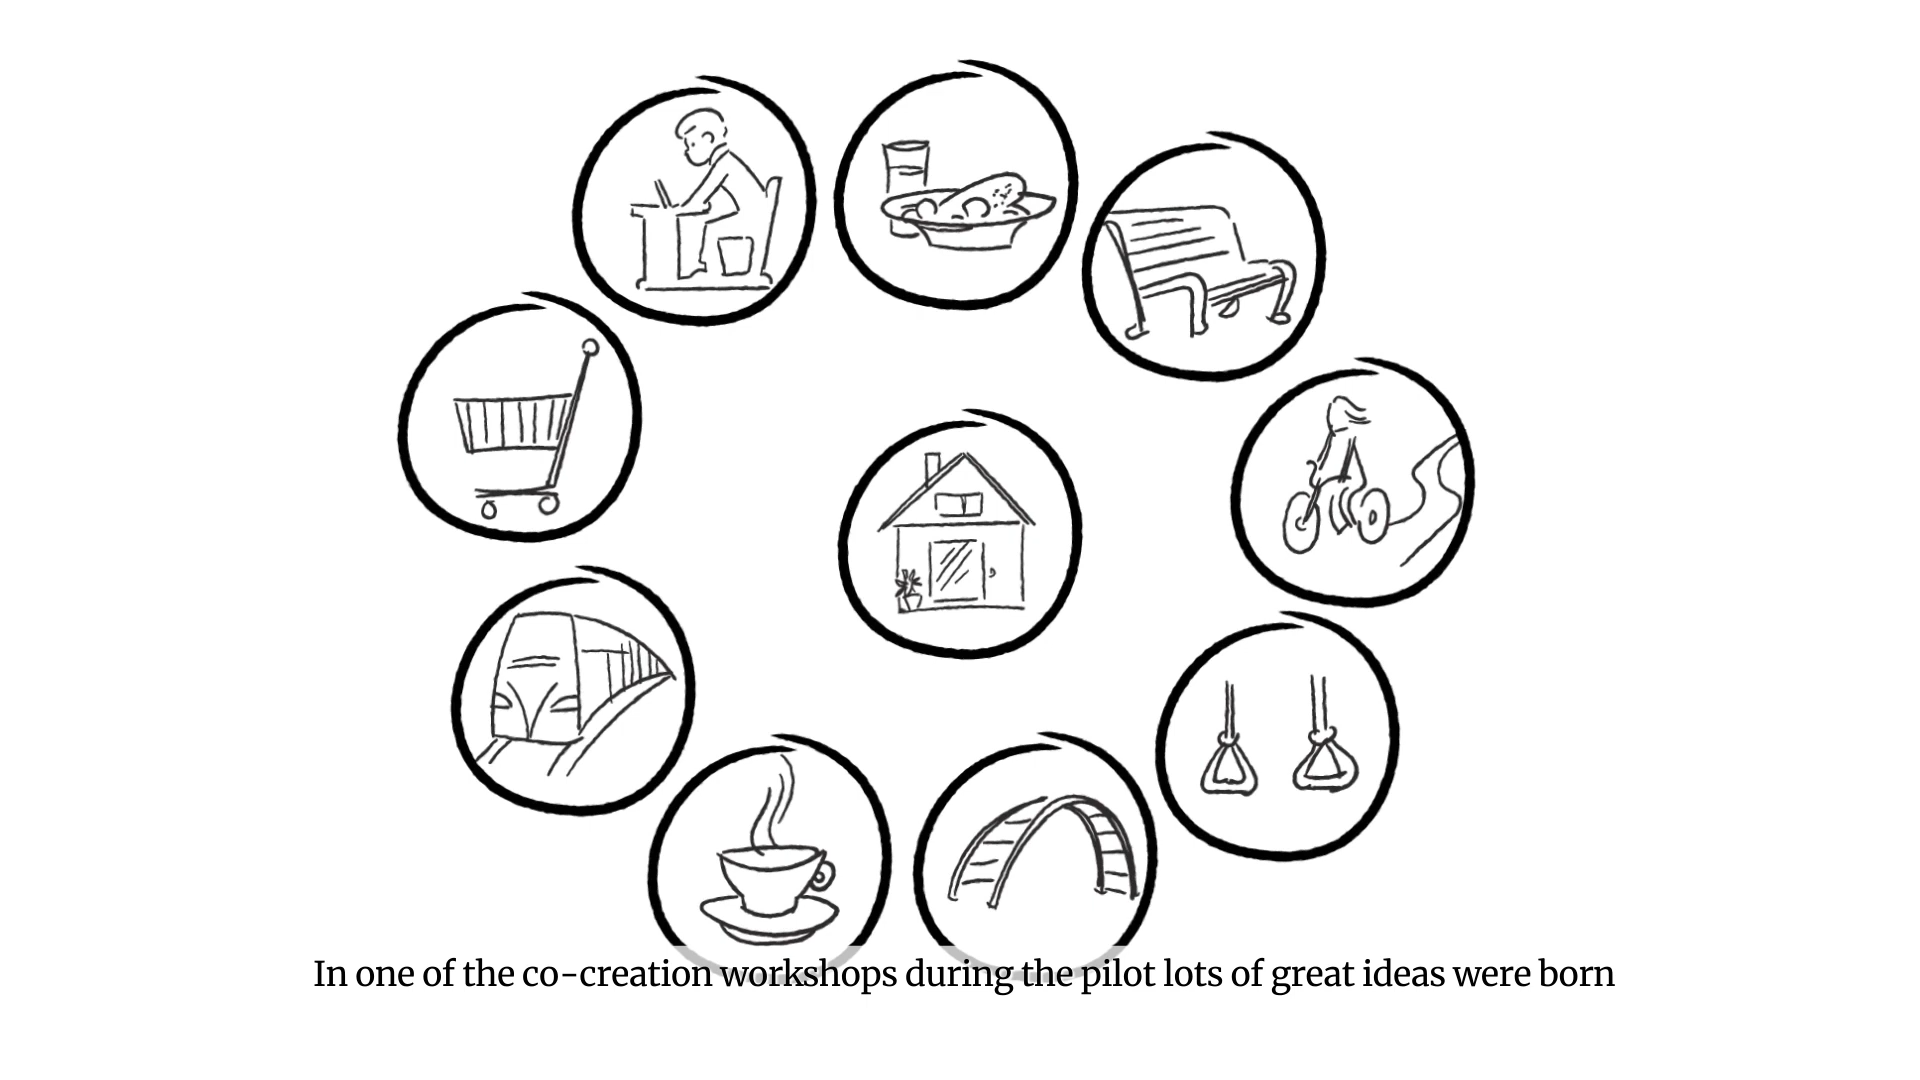 In one of the co-creation workshops during the pilot lots of great ideas were born